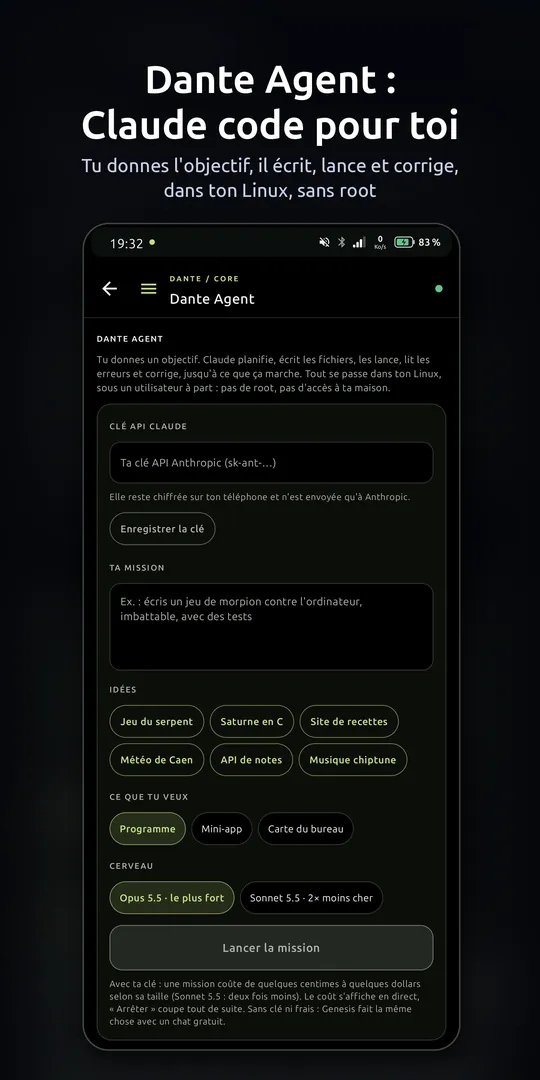 Dante Agent :
Claude code pour toi
Tu donnes l'objectif, il écrit, lance et corrige,
dans ton Linux, sans root
19:32
0
Ko/s
83 %
DANTE / CORE
Dante Agent
DANTE AGENT
Tu donnes un objectif. Claude planifie, écrit les fichiers, les lance, lit les
erreurs et corrige, jusqu'à ce que ça marche. Tout se passe dans ton Linux,
sous un utilisateur à part : pas de root, pas d'accès à ta maison.
CLÉ API CLAUDE
Ta clé API Anthropic (sk-ant-…)
Elle reste chiffrée sur ton téléphone et n'est envoyée qu'à Anthropic.
Enregistrer la clé
TA MISSION
Ex. : écris un jeu de morpion contre l'ordinateur,
imbattable, avec des tests
IDÉES
Jeu du serpent
Saturne en C
Site de recettes
Météo de Caen
API de notes
Musique chiptune
CE QUE TU VEUX
Programme
Mini-app
Carte du bureau
CERVEAU
Opus 5.5 · le plus fort
Sonnet 5.5 · 2× moins cher
Lancer la mission
Avec ta clé : une mission coûte de quelques centimes à quelques dollars
selon sa taille (Sonnet 5.5 : deux fois moins). Le coût s'affiche en direct,
« Arrêter » coupe tout de suite. Sans clé ni frais : Genesis fait la même
chose avec un chat gratuit.